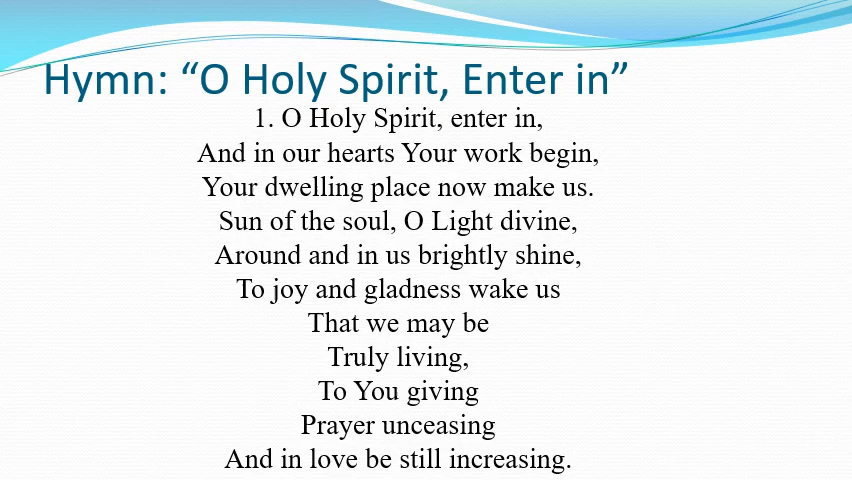 Hymn: “O Holy Spirit, Enter in”
1. O Holy Spirit, enter in,
And in our hearts Your work begin,
Your dwelling place now make us.
Sun of the soul, O Light divine,
Around and in us brightly shine,
To joy and gladness wake us
That we may be
Truly living,
To You giving
Prayer unceasing
And in love be still increasing.